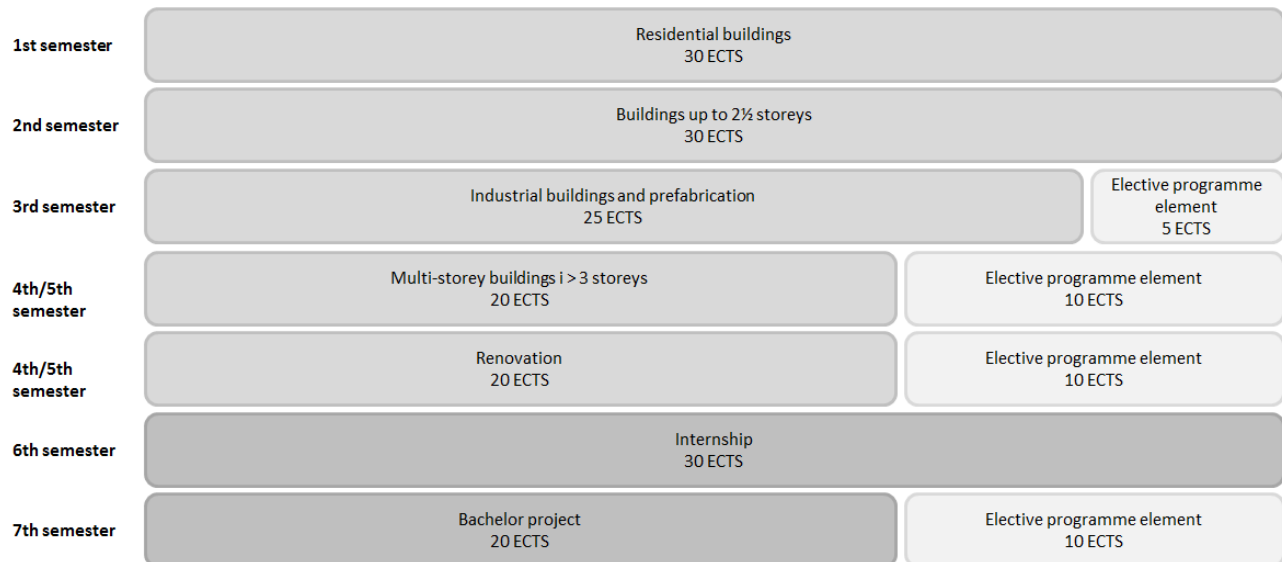 1st semester
Residential buildings
30 ECTS
2nd semester
Buildings up to 2½ storeys
30 ECTS
3rd semester
Industrial buildings and prefabrication
25 ECTS
Elective programme
element
5 ECTS
4th/5th
semester
Multi-storey buildings i > 3 storeys
20 ECTS
Elective programme element
10 ECTS
4th/5th
semester
Renovation
20 ECTS
Elective programme element
10 ECTS
6th semester
Internship
30 ECTS
7th semester
Bachelor project
20 ECTS
Elective programme element
10 ECTS